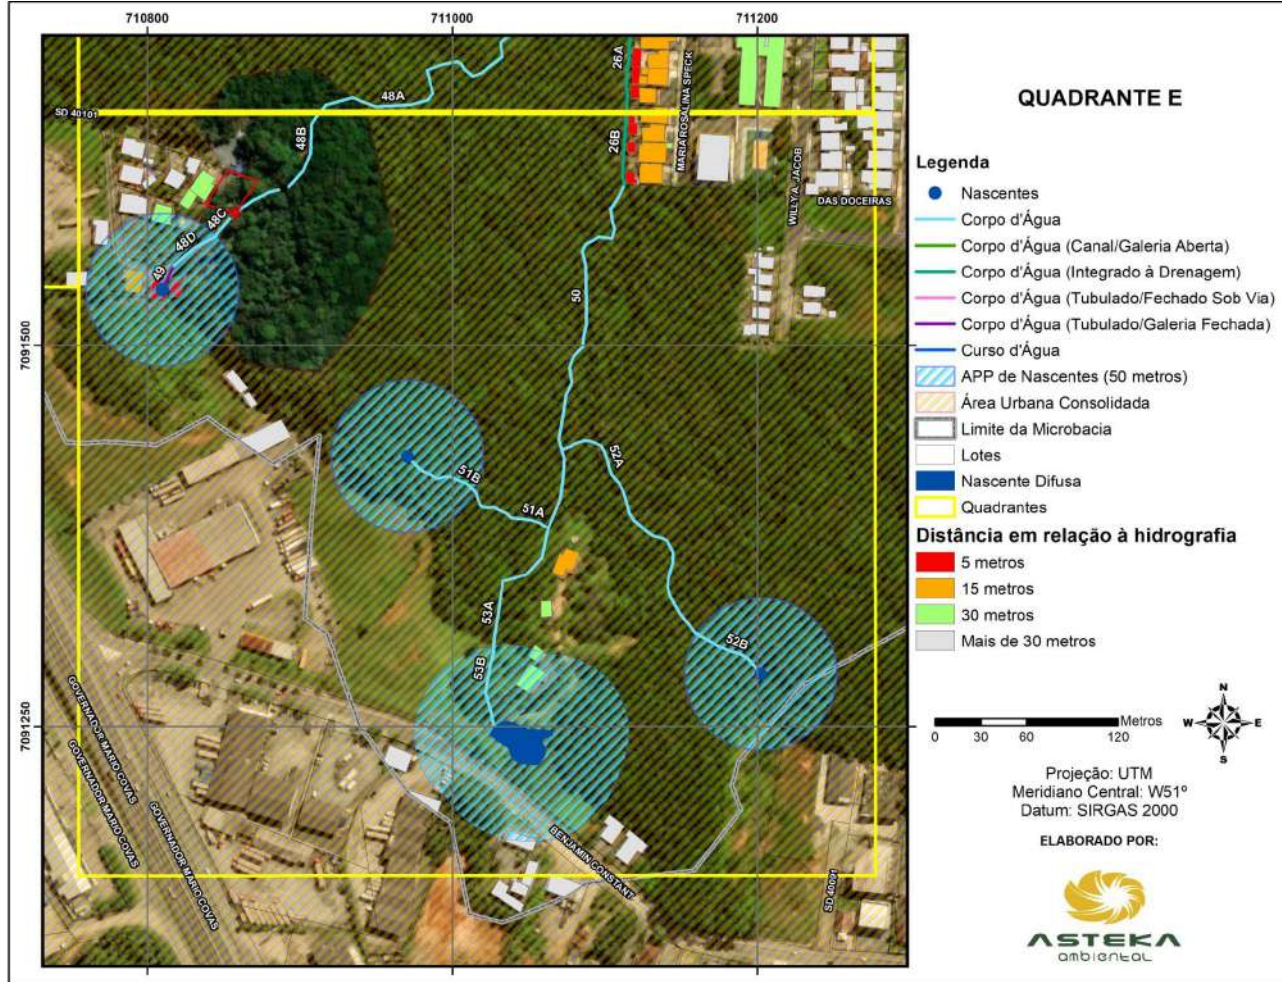 710800
711000
711200
7091500
7091250
SD 40101
48A
48B
48C
48D
49
26A
26B
MARIA ROSALINA SPECK
WILLY A. JACOB
DAS DOCEIRAS
50
51B
51A
52A
52B
53A
53B
GOVERNADOR MARIO COVAS
GOVERNADOR MARIO COVAS
GOVERNADOR MARIO COVAS
BENJAMIN CONSTANT
SD 40091
QUADRANTE E
Legenda
Nascentes
Corpo d'Água
Corpo d'Água (Canal/Galeria Aberta)
Corpo d'Água (Integrado à Drenagem)
Corpo d'Água (Tubulado/Fechado Sob Via)
Corpo d'Água (Tubulado/Galeria Fechada)
Curso d'Água
APP de Nascentes (50 metros)
Área Urbana Consolidada
Limite da Microbacia
Lotes
Nascente Difusa
Quadrantes
Distância em relação à hidrografia
5 metros
15 metros
30 metros
Mais de 30 metros
Metros
0 30 60 120
N
W E
S
Projeção: UTM
Meridiano Central: W51º
Datum: SIRGAS 2000
ELABORADO POR:
ASTEKA
ambiental